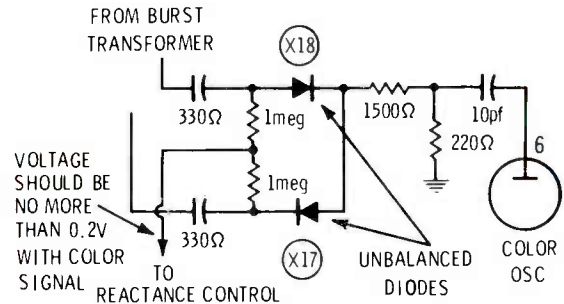 FROM BURST
TRANSFORMER
X18
330Ω
1meg
1500Ω
10pf
220Ω
6
1meg
VOLTAGE
SHOULD BE
NO MORE
THAN 0.2V
WITH COLOR
SIGNAL
330Ω
X17
TO
REACTANCE CONTROL
UNBALANCED
DIODES
COLOR
OSC